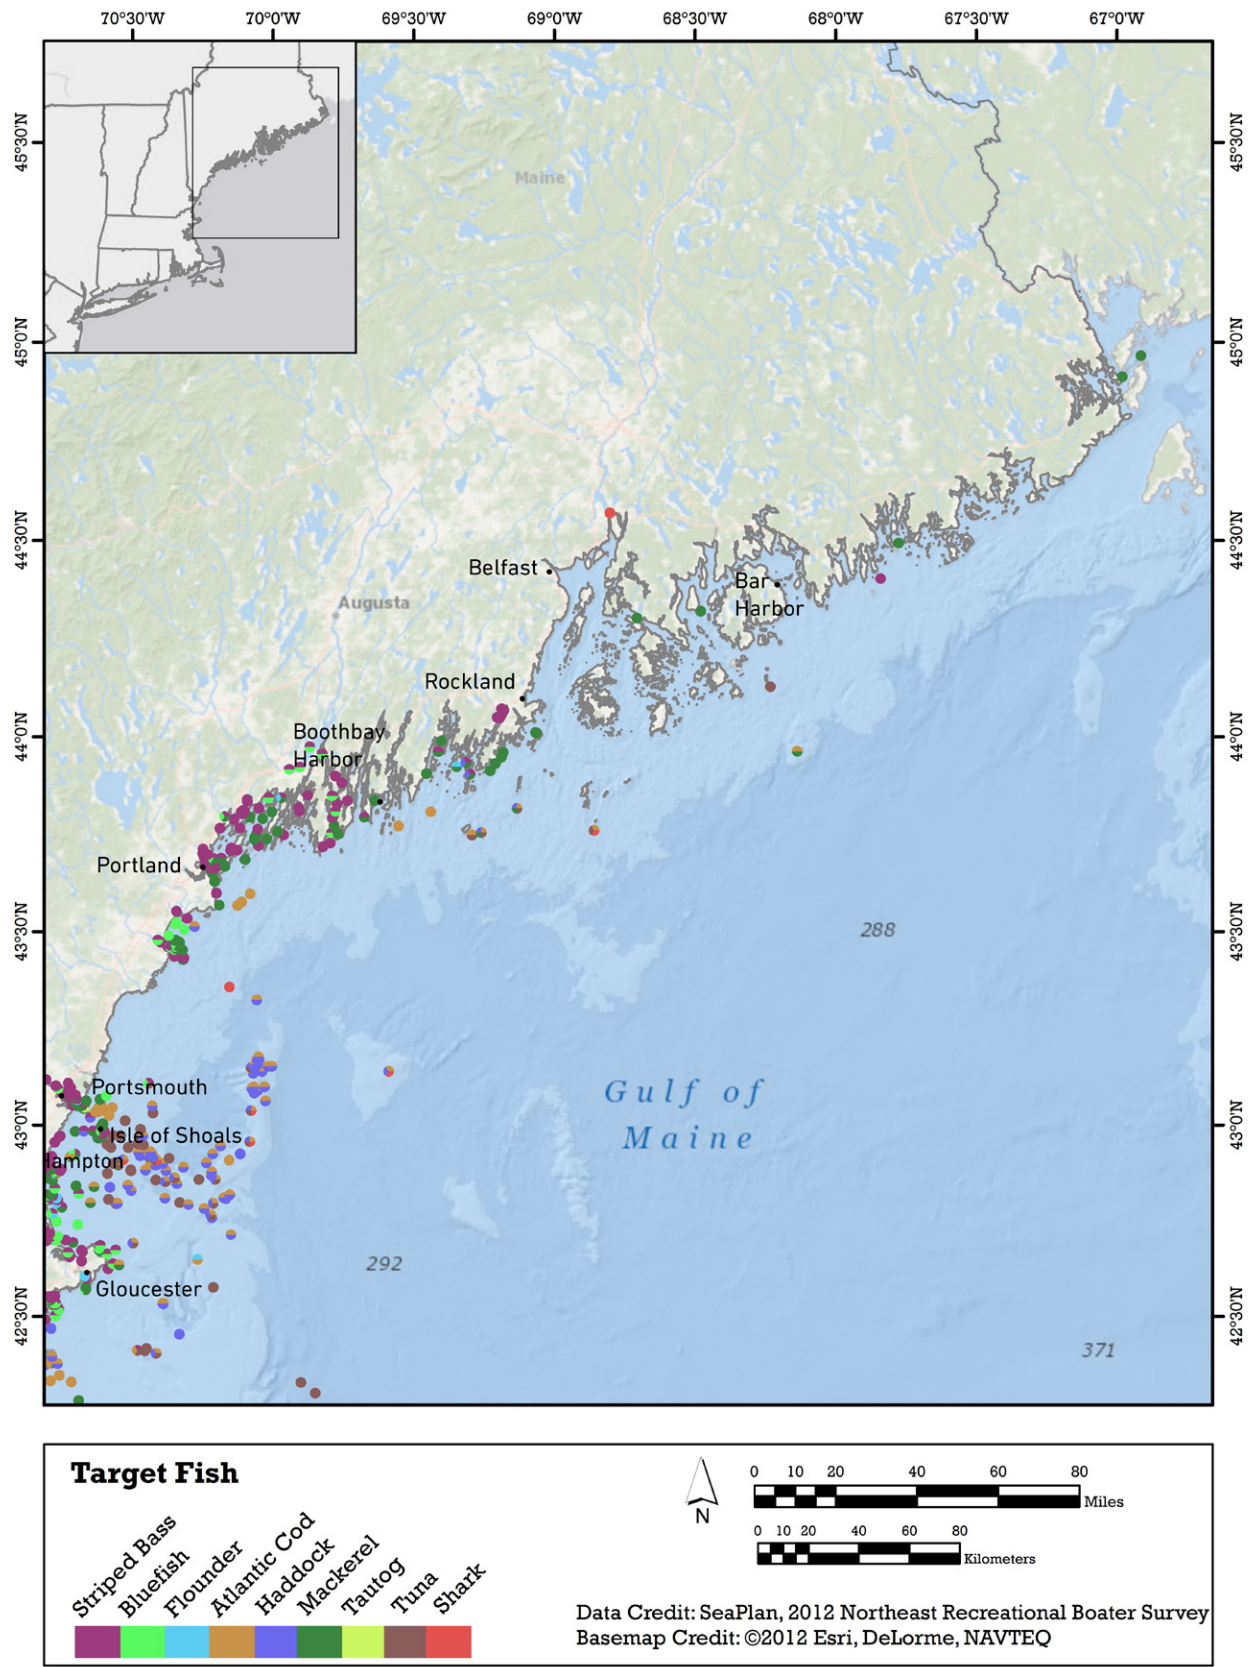 70°30'W 70°0'W 69°30'W 69°0'W 68°30'W 68°0'W 67°30'W 67°0'W
45°30'N 45°30'N
Maine
45°0'N 45°0'N
44°30'N 44°30'N
Belfast
Bar
Harbor
Augusta
Rockland
Boothbay
Harbor
44°0'N 44°0'N
Portland
43°30'N 43°30'N
288
Portsmouth
Gulf of
Maine
43°0'N 43°0'N
Isle of Shoals
Hampton
292
Gloucester
42°30'N 42°30'N
371
Target Fish
Striped Bass
Bluefish
Flounder
Atlantic Cod
Haddock
Mackerel
Tautog
Tuna
Shark
N
0 10 20 40 60 80
Miles
0 10 20 40 60 80
Kilometers
Data Credit: SeaPlan, 2012 Northeast Recreational Boater Survey
Basemap Credit: ©2012 Esri, DeLorme, NAVTEQ